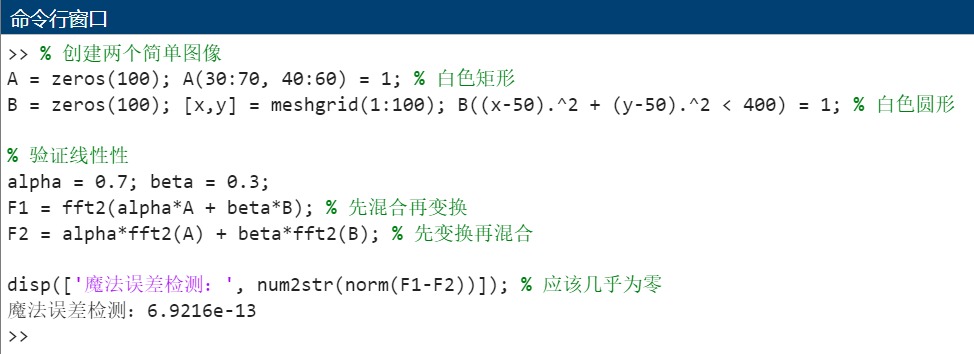 命令行窗口
>> % 创建两个简单图像
A = zeros(100); A(30:70, 40:60) = 1; % 白色矩形
B = zeros(100); [x,y] = meshgrid(1:100); B((x-50).^2 + (y-50).^2 < 400) = 1; % 白色圆形
% 验证线性性
alpha = 0.7; beta = 0.3;
F1 = fft2(alpha*A + beta*B); % 先混合再变换
F2 = alpha*fft2(A) + beta*fft2(B); % 先变换再混合
disp(['魔法误差检测：', num2str(norm(F1-F2))]); % 应该几乎为零
魔法误差检测：6.9216e-13
>>